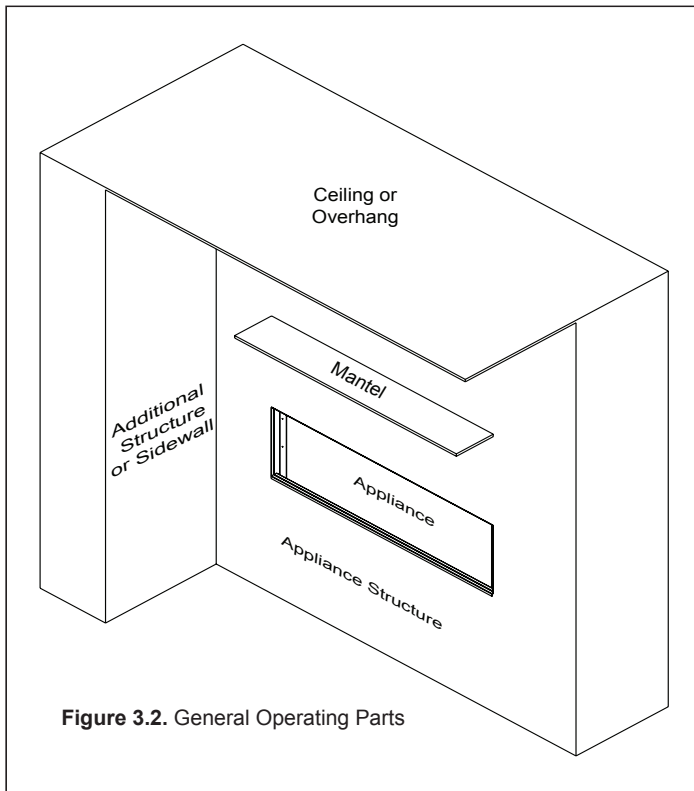 Ceiling or
Overhang
Mantel
Additional
Structure
or Sidewall
Appliance
Appliance Structure
Figure 3.2. General Operating Parts